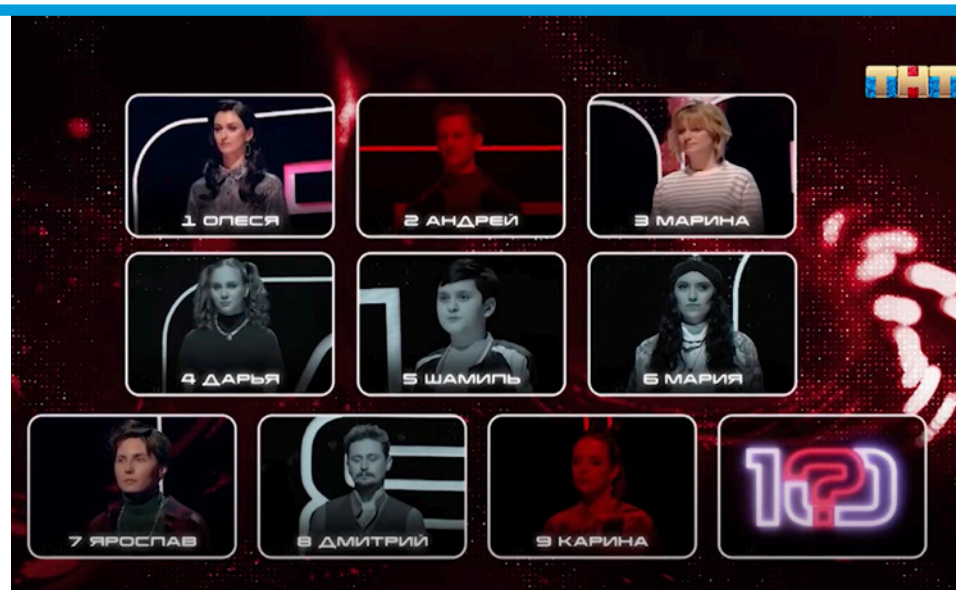 ТНТ
1 ОЛЕСЯ
2 АНДРЕЙ
3 МАРИНА
4 ДАРЬЯ
5 ШАМИЛЬ
6 МАРИЯ
7 ЯРОСЛАВ
8 ДМИТРИЙ
9 КАРИНА
10
?